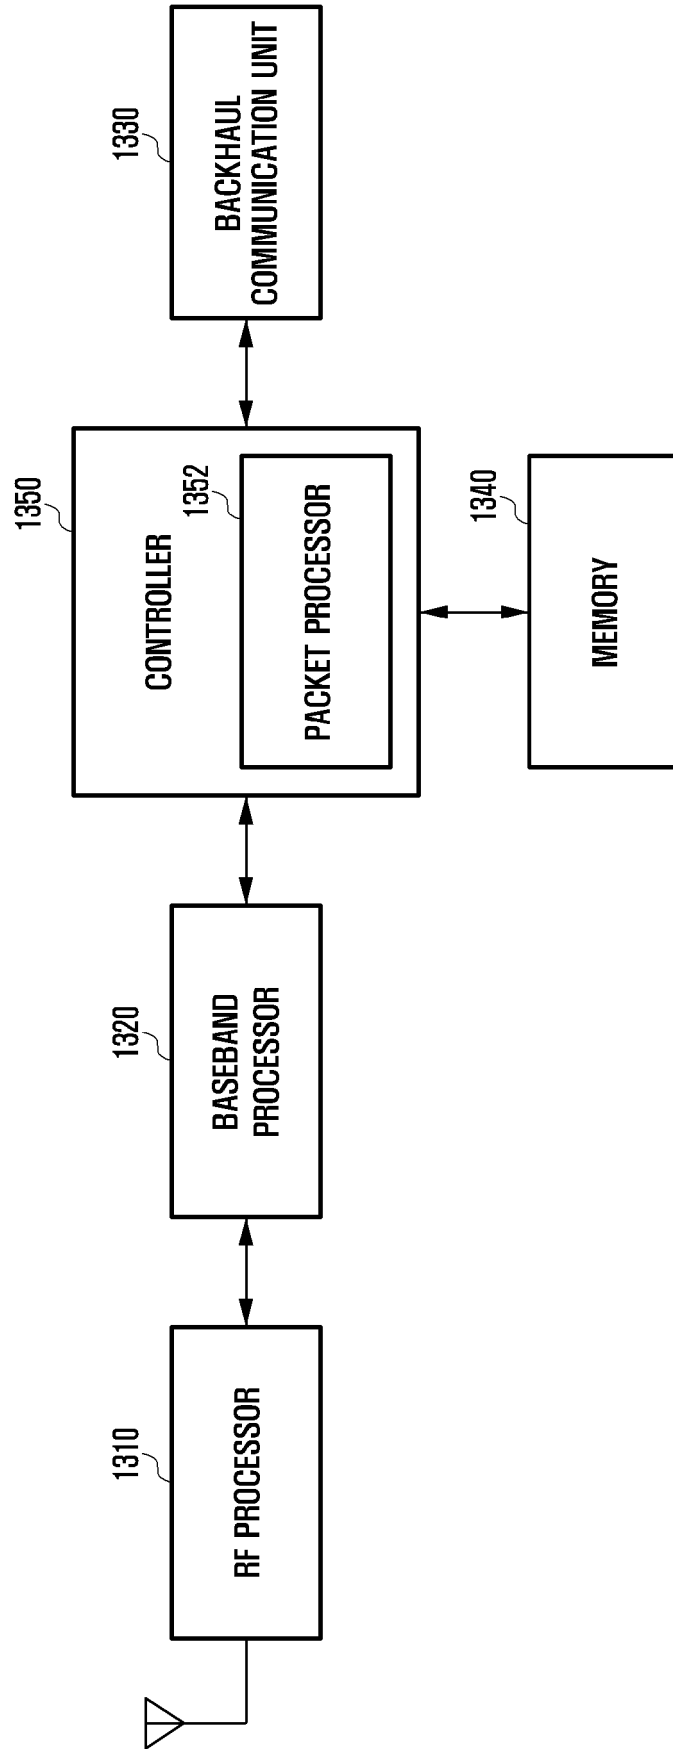 1310
RF PROCESSOR
1320
BASEBAND
PROCESSOR
1350
CONTROLLER
1352
PACKET PROCESSOR
1330
BACKHAUL
COMMUNICATION UNIT
1340
MEMORY